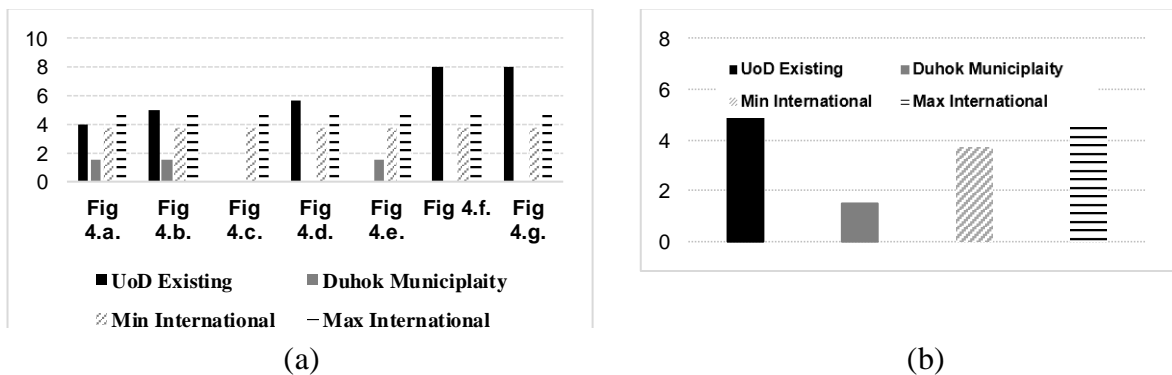 10
8
6
4
2
0
Fig 4.a.
Fig 4.b.
Fig 4.c.
Fig 4.d.
Fig 4.e.
Fig 4.f.
Fig 4.g.
UoD Existing Duhok Municiplaity
Min International Max International
(a)
8
6
4
2
0
UoD Existing Duhok Municiplaity
Min International Max International
(b)